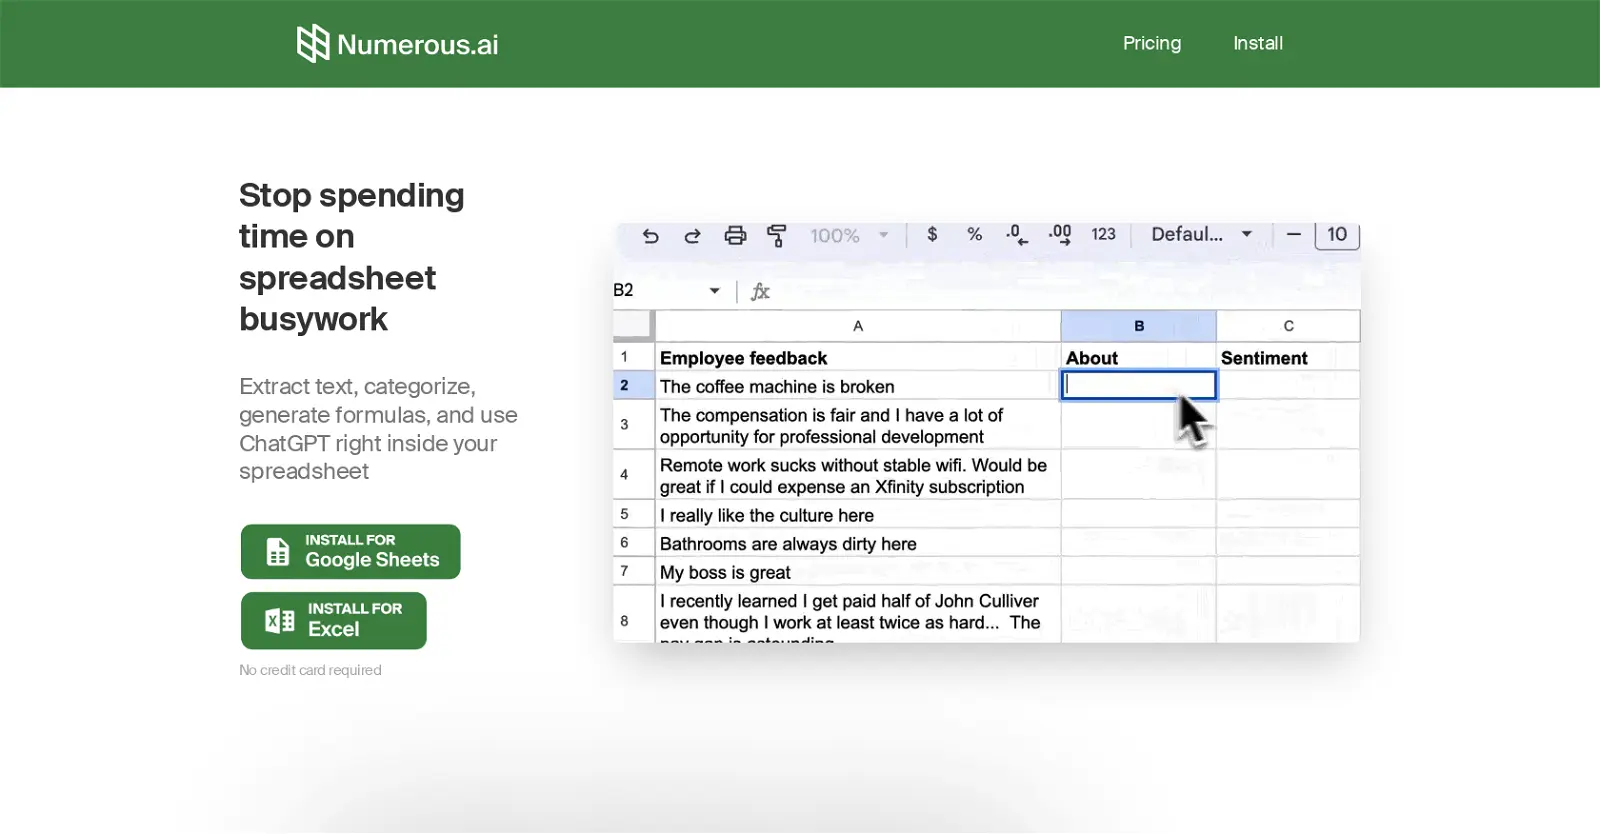 Numerous.ai
Pricing
Install
Stop spending
time on
spreadsheet
busywork
Extract text, categorize,
generate formulas, and use
ChatGPT right inside your
spreadsheet
INSTALL FOR
Google Sheets
INSTALL FOR
Excel
No credit card required
100%
$ % .0 .00 123 Defaul... 10
B2 fx
A B C
1 Employee feedback About Sentiment
2 The coffee machine is broken
3 The compensation is fair and I have a lot of
opportunity for professional development
4 Remote work sucks without stable wifi. Would be
great if I could expense an Xfinity subscription
5 I really like the culture here
6 Bathrooms are always dirty here
7 My boss is great
8 I recently learned I get paid half of John Culliver
even though I work at least twice as hard... The
pay gap is astounding